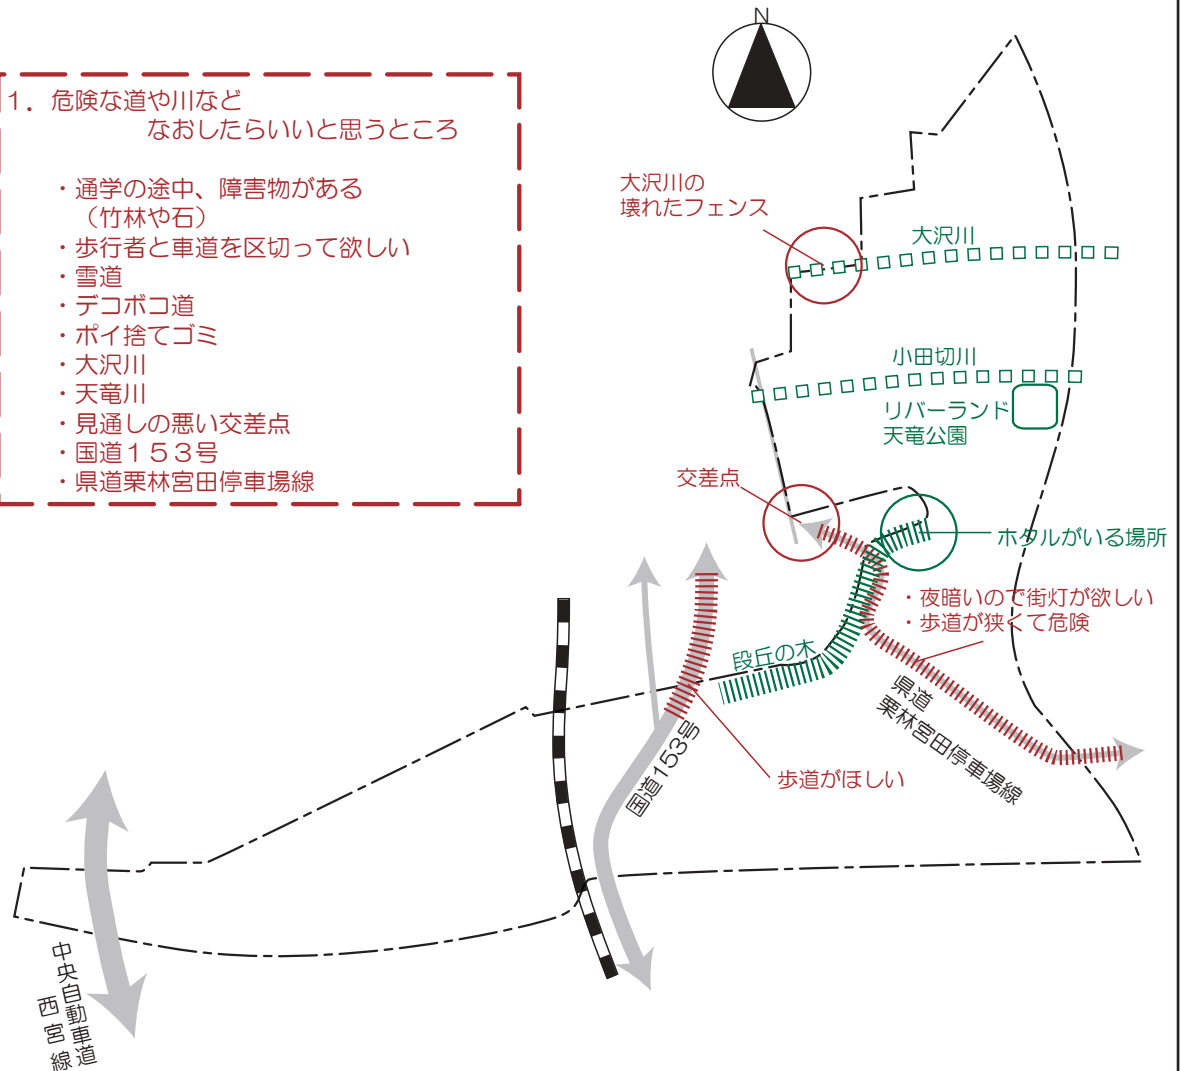 N
1．危険な道や川など
なおしたらいいと思うところ
・通学の途中、障害物がある
（竹林や石）
・歩行者と車道を区切って欲しい
・雪道
・デコボコ道
・ポイ捨てゴミ
・大沢川
・天竜川
・見通しの悪い交差点
・国道１５３号
・県道栗林宮田停車場線
大沢川の
壊れたフェンス
大沢川
小田切川
リバーランド
天竜公園
交差点
ホタルがいる場所
・夜暗いので街灯が欲しい
・歩道が狭くて危険
段丘の木
県道
栗林宮田停車場線
国道153号
歩道がほしい
中央自動車道
西宮線